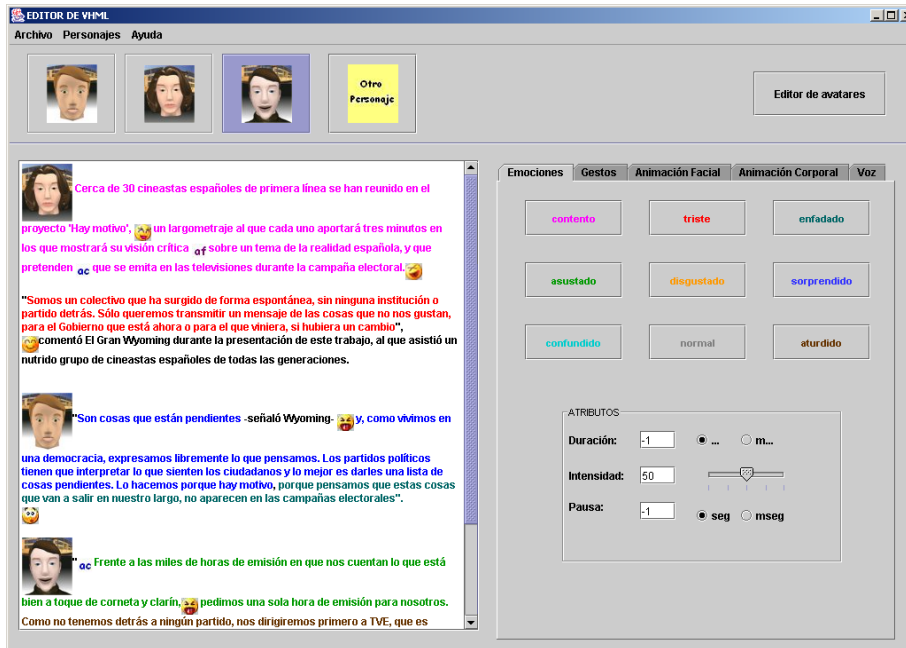 EDITOR DE VHML
Archivo Personajes Ayuda
Otro
Personaje
Editor de avatares
Cerca de 30 cineastas españoles de primera línea se han reunido en el
proyecto 'Hay motivo', un largometraje al que cada uno aportará tres minutos en
los que mostrará su visión crítica af sobre un tema de la realidad española, y que
pretenden ac que se emita en las televisiones durante la campaña electoral.
"Somos un colectivo que ha surgido de forma espontánea, sin ninguna institución o
partido detrás. Sólo queremos transmitir un mensaje de las cosas que no nos gustan,
para el Gobierno que está ahora o para el que viniera, si hubiera un cambio",
comentó El Gran Wyoming durante la presentación de este trabajo, al que asistió un
nutrido grupo de cineastas españoles de todas las generaciones.
"Son cosas que están pendientes -señaló Wyoming- y, como vivimos en
una democracia, expresamos libremente lo que pensamos. Los partidos políticos
tienen que interpretar lo que sienten los ciudadanos y lo mejor es darles una lista de
cosas pendientes. Lo hacemos porque hay motivo, porque pensamos que estas cosas
que van a salir en nuestro largo, no aparecen en las campañas electorales".
" ac Frente a las miles de horas de emisión en que nos cuentan lo que está
bien a toque de corneta y clarín, pedimos una sola hora de emisión para nosotros.
Como no tenemos detrás a ningún partido, nos dirigiremos primero a TVE, que es
Emociones Gestos Animación Facial Animación Corporal Voz
contento triste enfadado
asustado disgustado sorprendido
confundido normal aturdido
ATRIBUTOS
Duración: -1 ... m...
Intensidad: 50
Pausa: -1 seg mseg